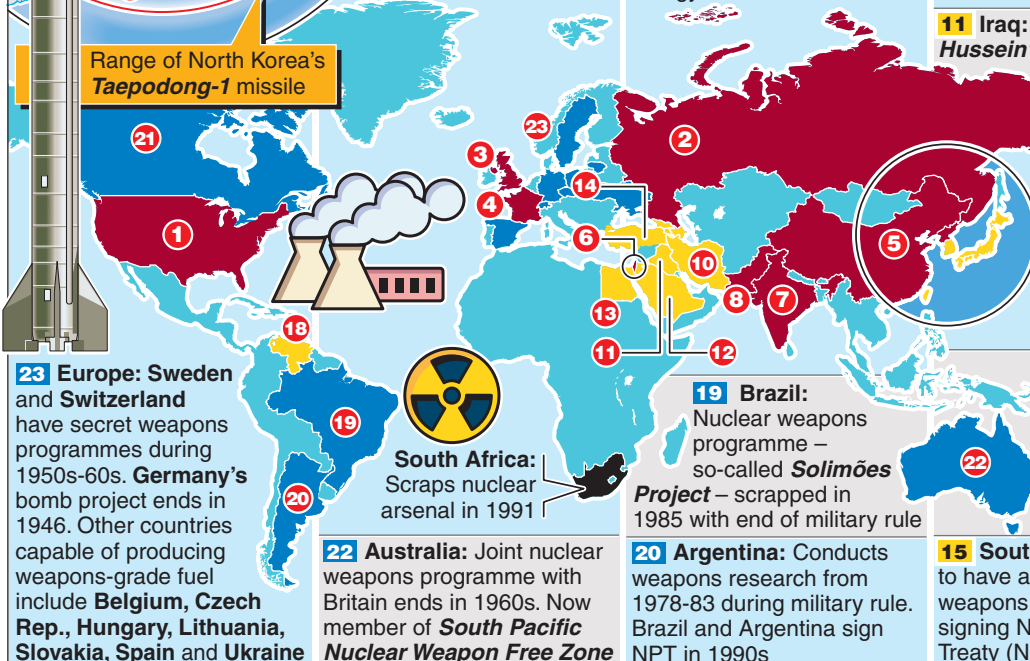 Range of North Korea's
Taepodong-1 missile
11 Iraq:
Hussein
21
23
2
3
1
4
14
6
10
5
8
7
13
18
11
12
23 Europe: Sweden
and Switzerland
have secret weapons
programmes during
1950s-60s. Germany's
bomb project ends in
1946. Other countries
capable of producing
weapons-grade fuel
include Belgium, Czech
Rep., Hungary, Lithuania,
Slovakia, Spain and Ukraine
19
20
South Africa:
Scraps nuclear
arsenal in 1991
19 Brazil:
Nuclear weapons
programme –
so-called Solimões
Project – scrapped in
1985 with end of military rule
22
22 Australia: Joint nuclear
weapons programme with
Britain ends in 1960s. Now
member of South Pacific
Nuclear Weapon Free Zone
20 Argentina: Conducts
weapons research from
1978-83 during military rule.
Brazil and Argentina sign
NPT in 1990s
15 Sout
to have a
weapons
signing N
Treaty (N